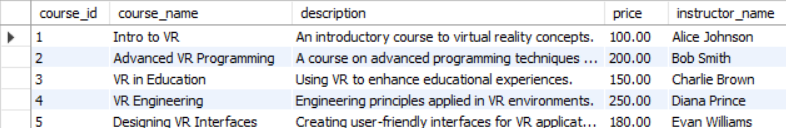 course_id course_name description price instructor_name
1 Intro to VR An introductory course to virtual reality concepts. 100.00 Alice Johnson
2 Advanced VR Programming A course on advanced programming techniques ... 200.00 Bob Smith
3 VR in Education Using VR to enhance educational experiences. 150.00 Charlie Brown
4 VR Engineering Engineering principles applied in VR environments. 250.00 Diana Prince
5 Designing VR Interfaces Creating user-friendly interfaces for VR applicat... 180.00 Evan Williams